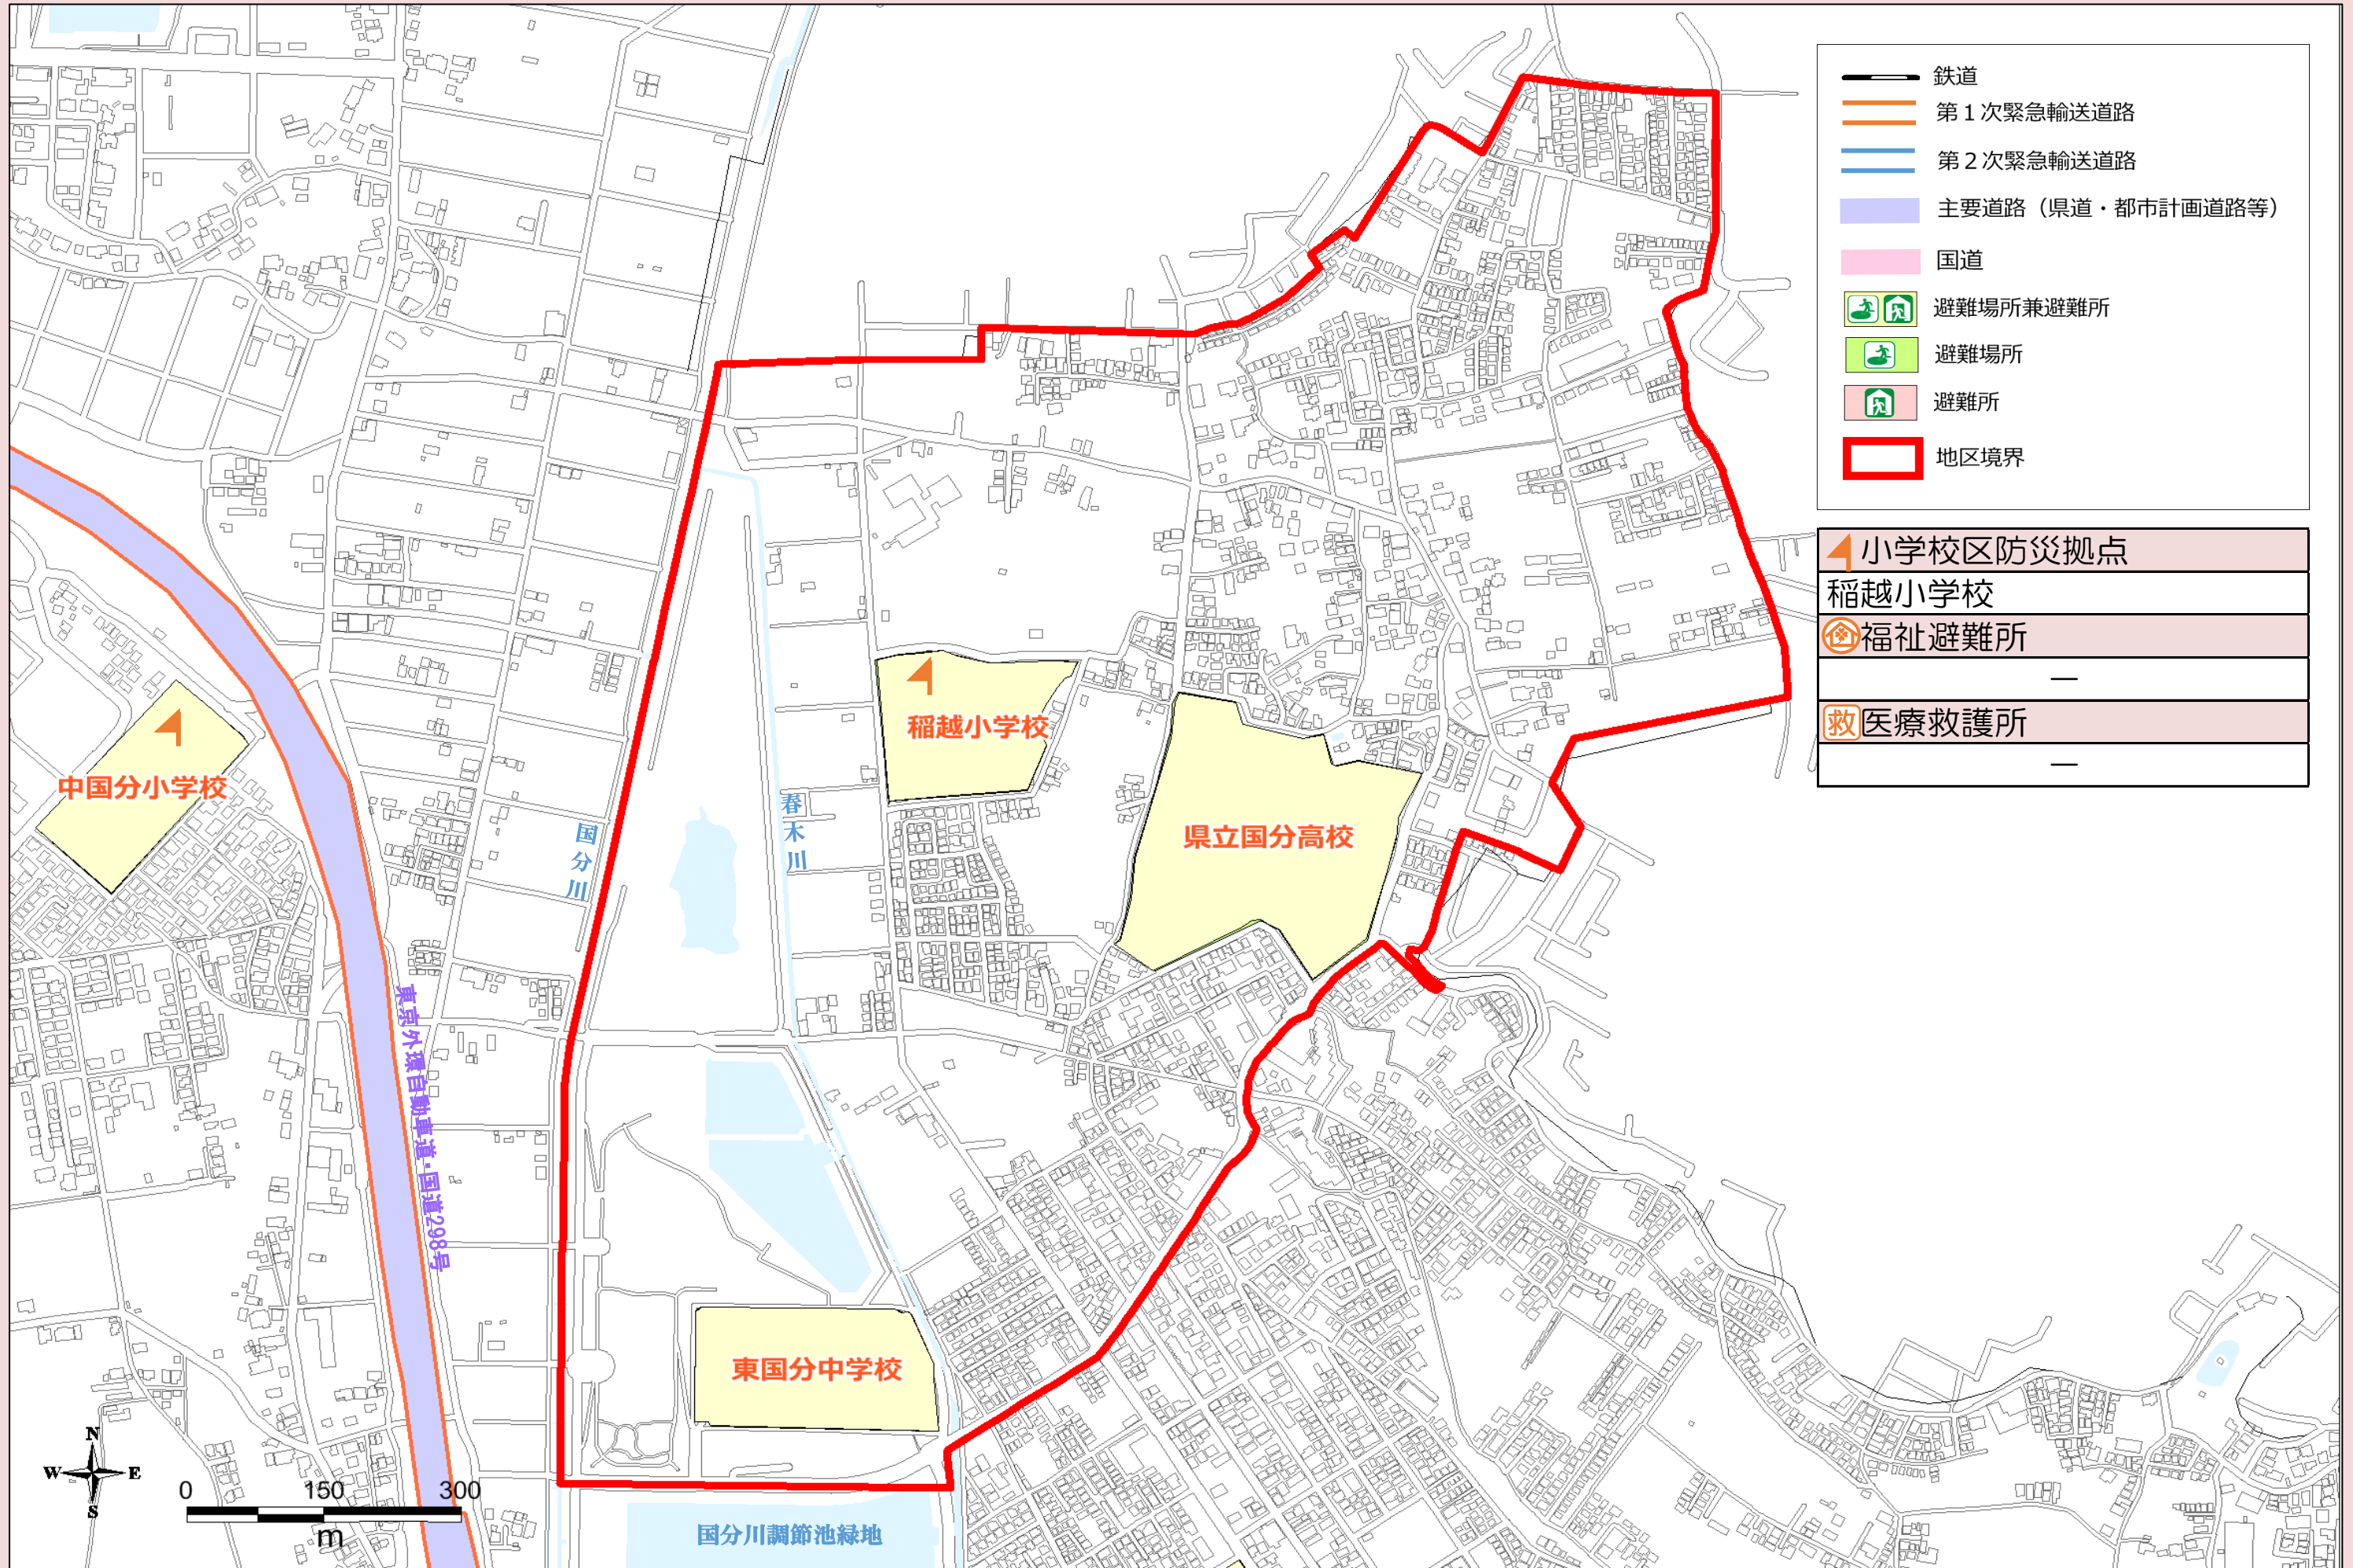 鉄道
第1次緊急輸送道路
第2次緊急輸送道路
主要道路（県道・都市計画道路等）
国道
避難場所兼避難所
避難場所
避難所
地区境界
小学校区防災拠点
稲越小学校
福祉避難所
―
救医療救護所
―
稲越小学校
中国分小学校
県立国分高校
春木川
国分川
東京外環自動車道・国道298号
東国分中学校
国分川調節池緑地
N
W E
S
0 150 300
m